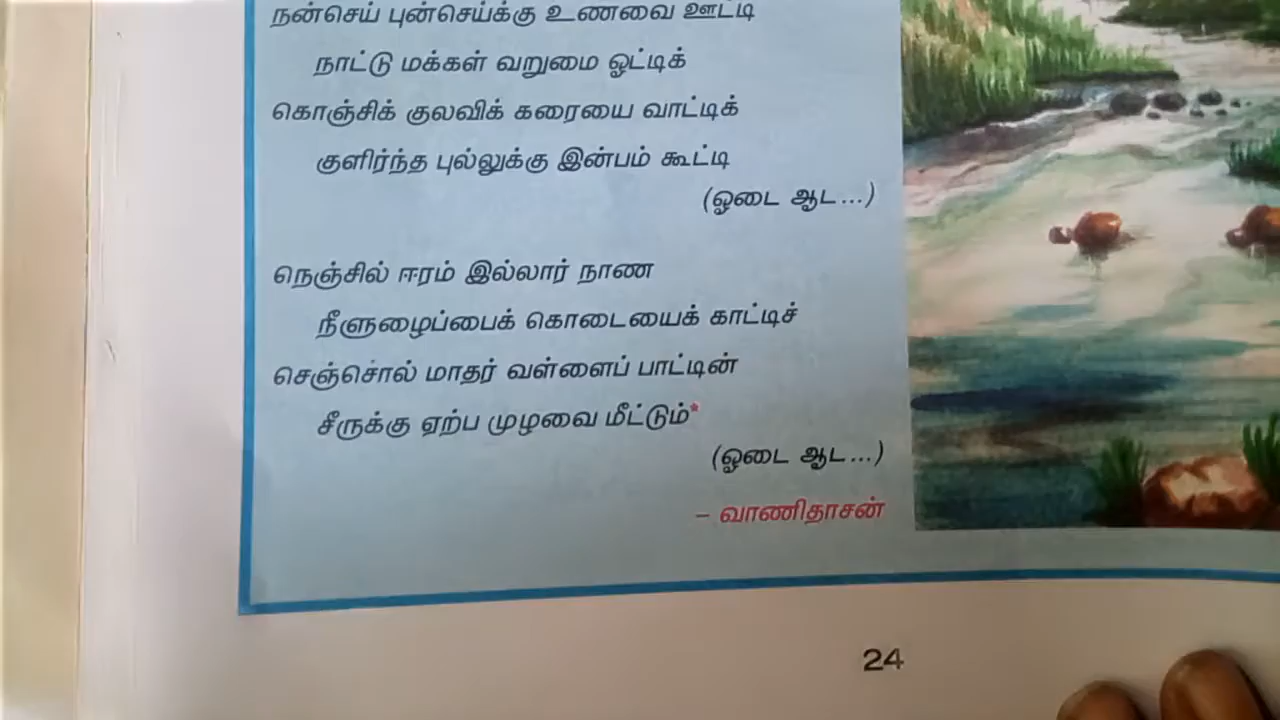 நன்செய் புன்செய்க்கு உணவை ஊட்டி
நாட்டு மக்கள் வறுமை ஓட்டிக்
கொஞ்சிக் குலவிக் கரையை வாட்டிக்
குளிர்ந்த புல்லுக்கு இன்பம் கூட்டி
(ஓடை ஆட...)
நெஞ்சில் ஈரம் இல்லார் நாண
நீளுழைப்பைக் கொடையைக் காட்டிச்
செஞ்சொல் மாதர் வள்ளைப் பாட்டின்
சீருக்கு ஏற்ப முழவை மீட்டும்*
(ஓடை ஆட...)
– வாணிதாசன்
24